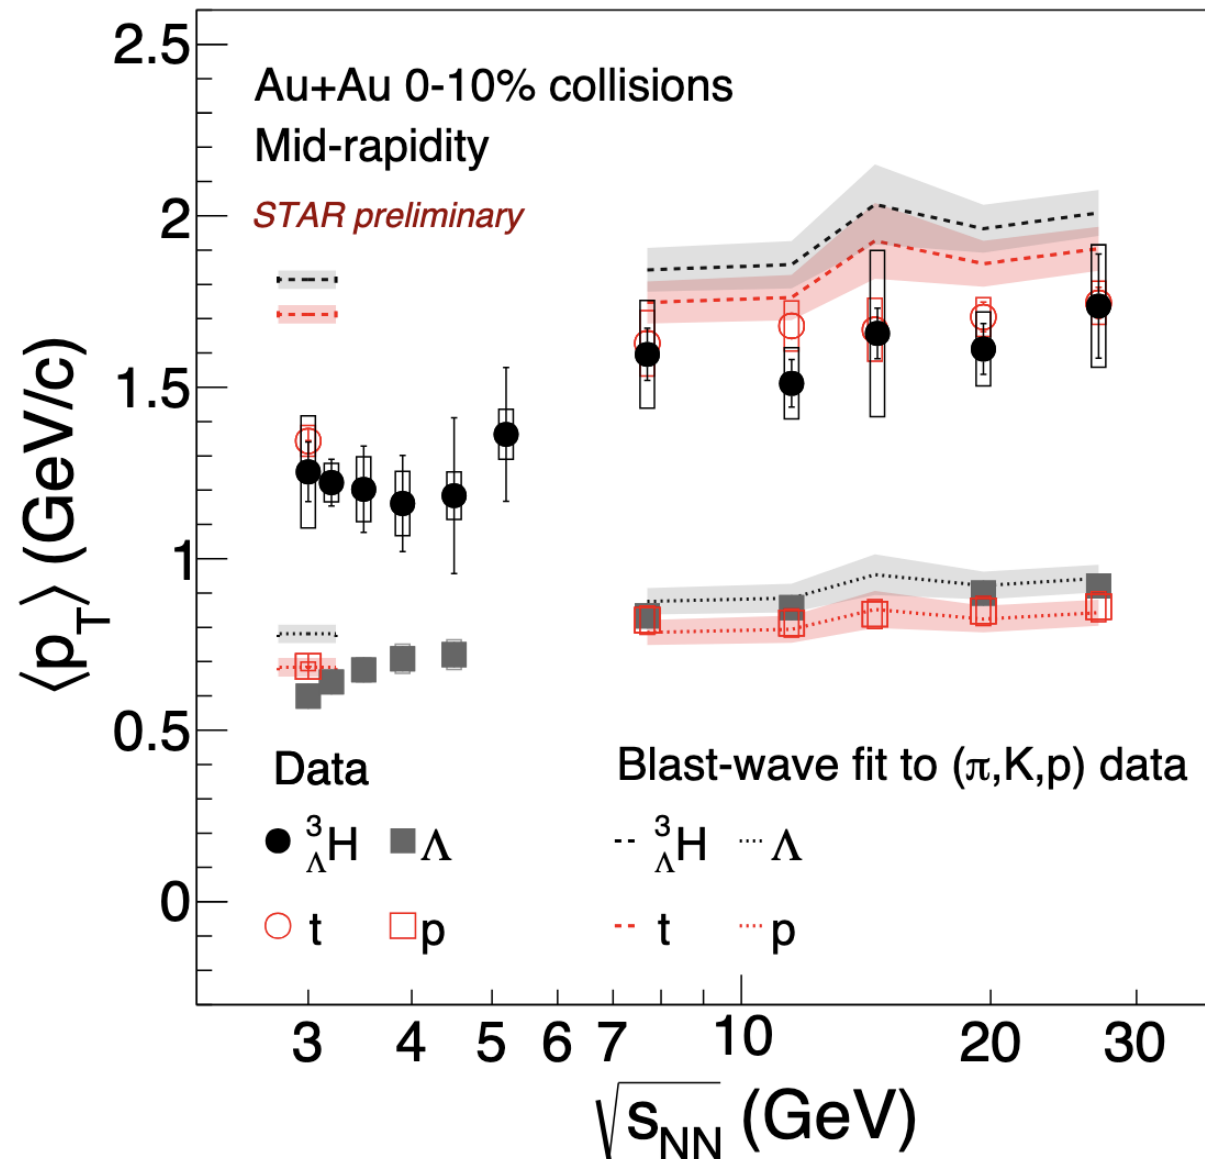 2.5
2
1.5
1
0.5
0
⟨p_T⟩ (GeV/c)
Au+Au 0-10% collisions
Mid-rapidity
STAR preliminary
Data
³_ΛH Λ
t p
Blast-wave fit to (π,K,p) data
³_ΛH Λ
t p
3 4 5 6 7 10 20 30
√s_NN (GeV)